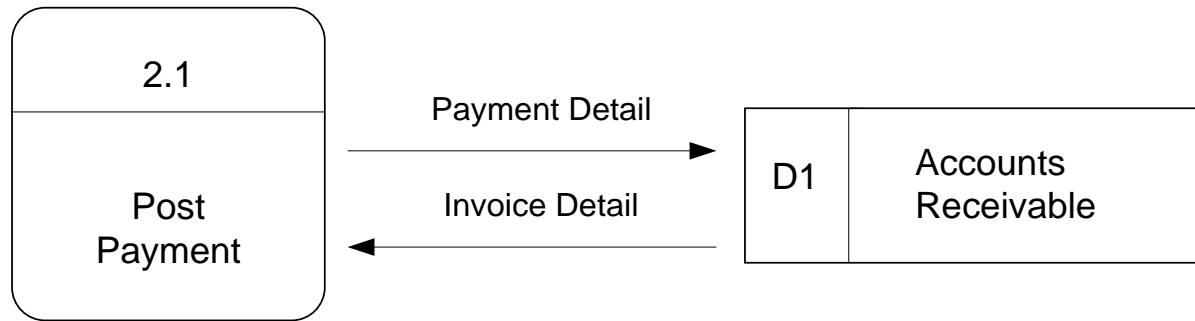 2.1
Post
Payment
Payment Detail
Invoice Detail
D1
Accounts
Receivable